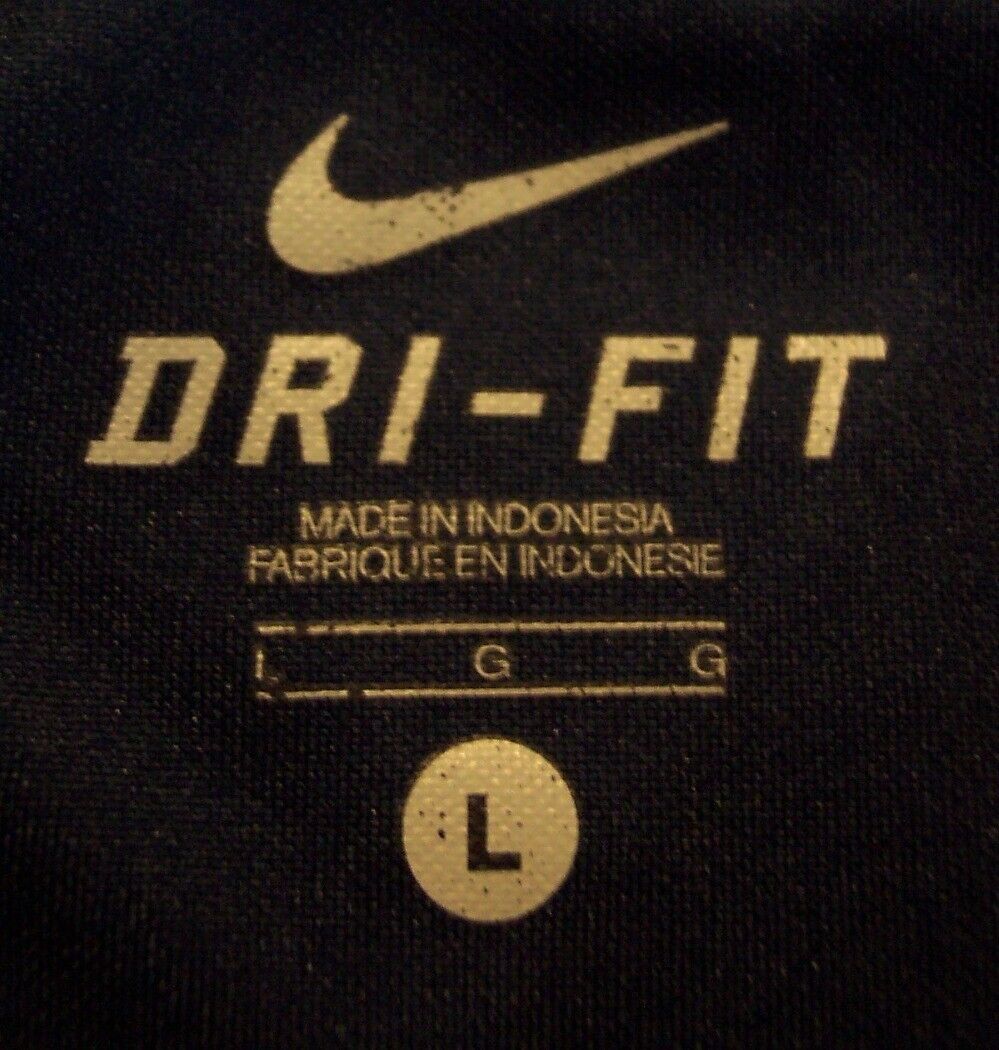 DRI-FIT
MADE IN INDONESIA
FABRIQUE EN INDONESIE
L G G
L